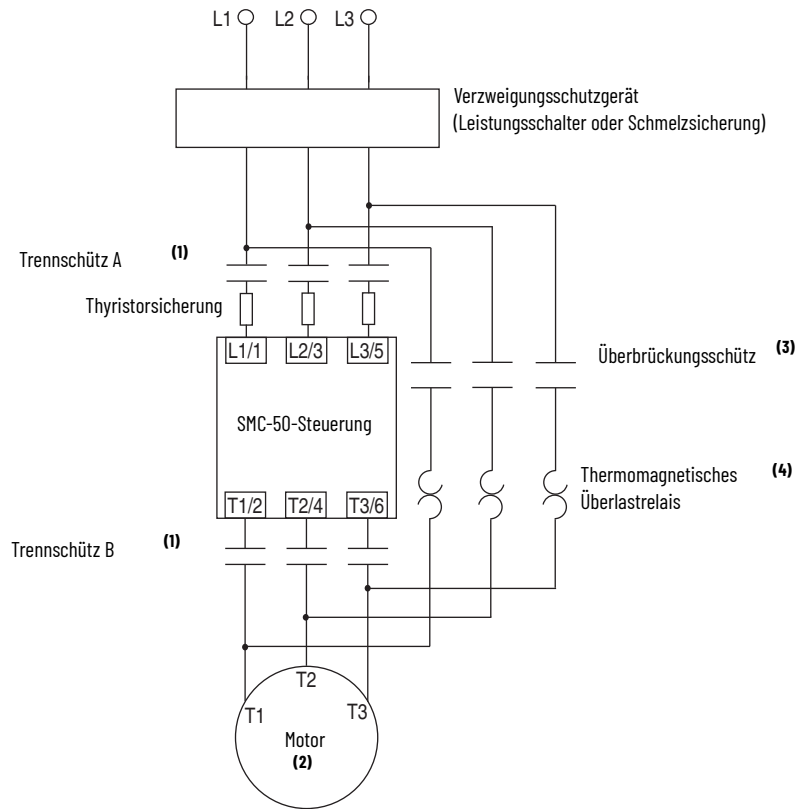 L1 L2 L3
Verzweigungsschutzgerät
(Leistungsschalter oder Schmelzsicherung)
Trennschütz A (1)
Thyristorsicherung
L1/1 L2/3 L3/5
Überbrückungsschütz (3)
SMC-50-Steuerung
Thermomagnetisches (4)
Überlastrelais
T1/2 T2/4 T3/6
Trennschütz B (1)
T2
T1 T3
Motor
(2)